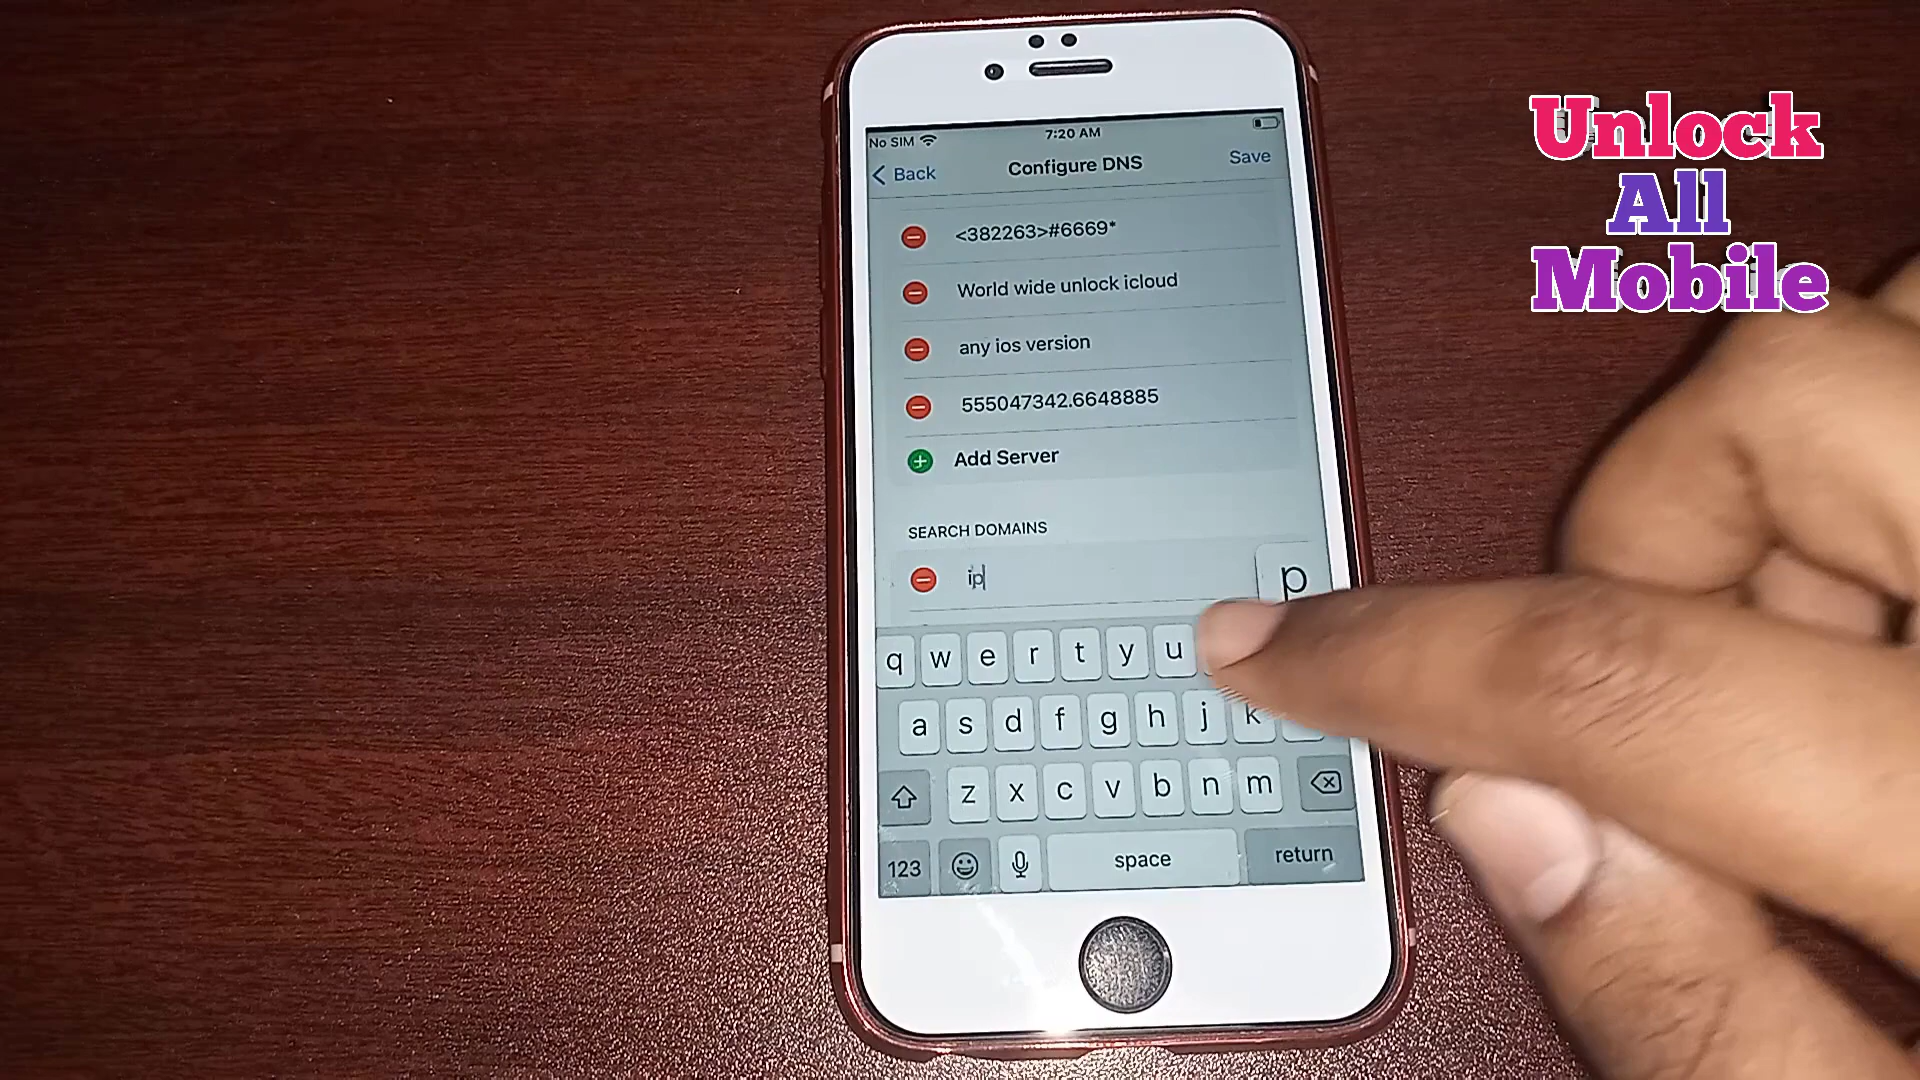 No SIM
7:20 AM
Back
Configure DNS
Save
<382263>#6669*
World wide unlock icloud
any ios version
555047342.6648885
Add Server
SEARCH DOMAINS
ip
p
q w e r t y u
a s d f g h j k
z x c v b n m
123
space
return
Unlock
All
Mobile